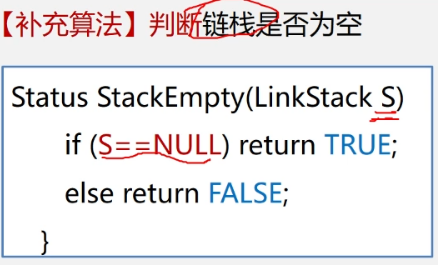 【补充算法】判断链栈是否为空
Status StackEmpty(LinkStack S)
if (S==NULL) return TRUE;
else return FALSE;
}